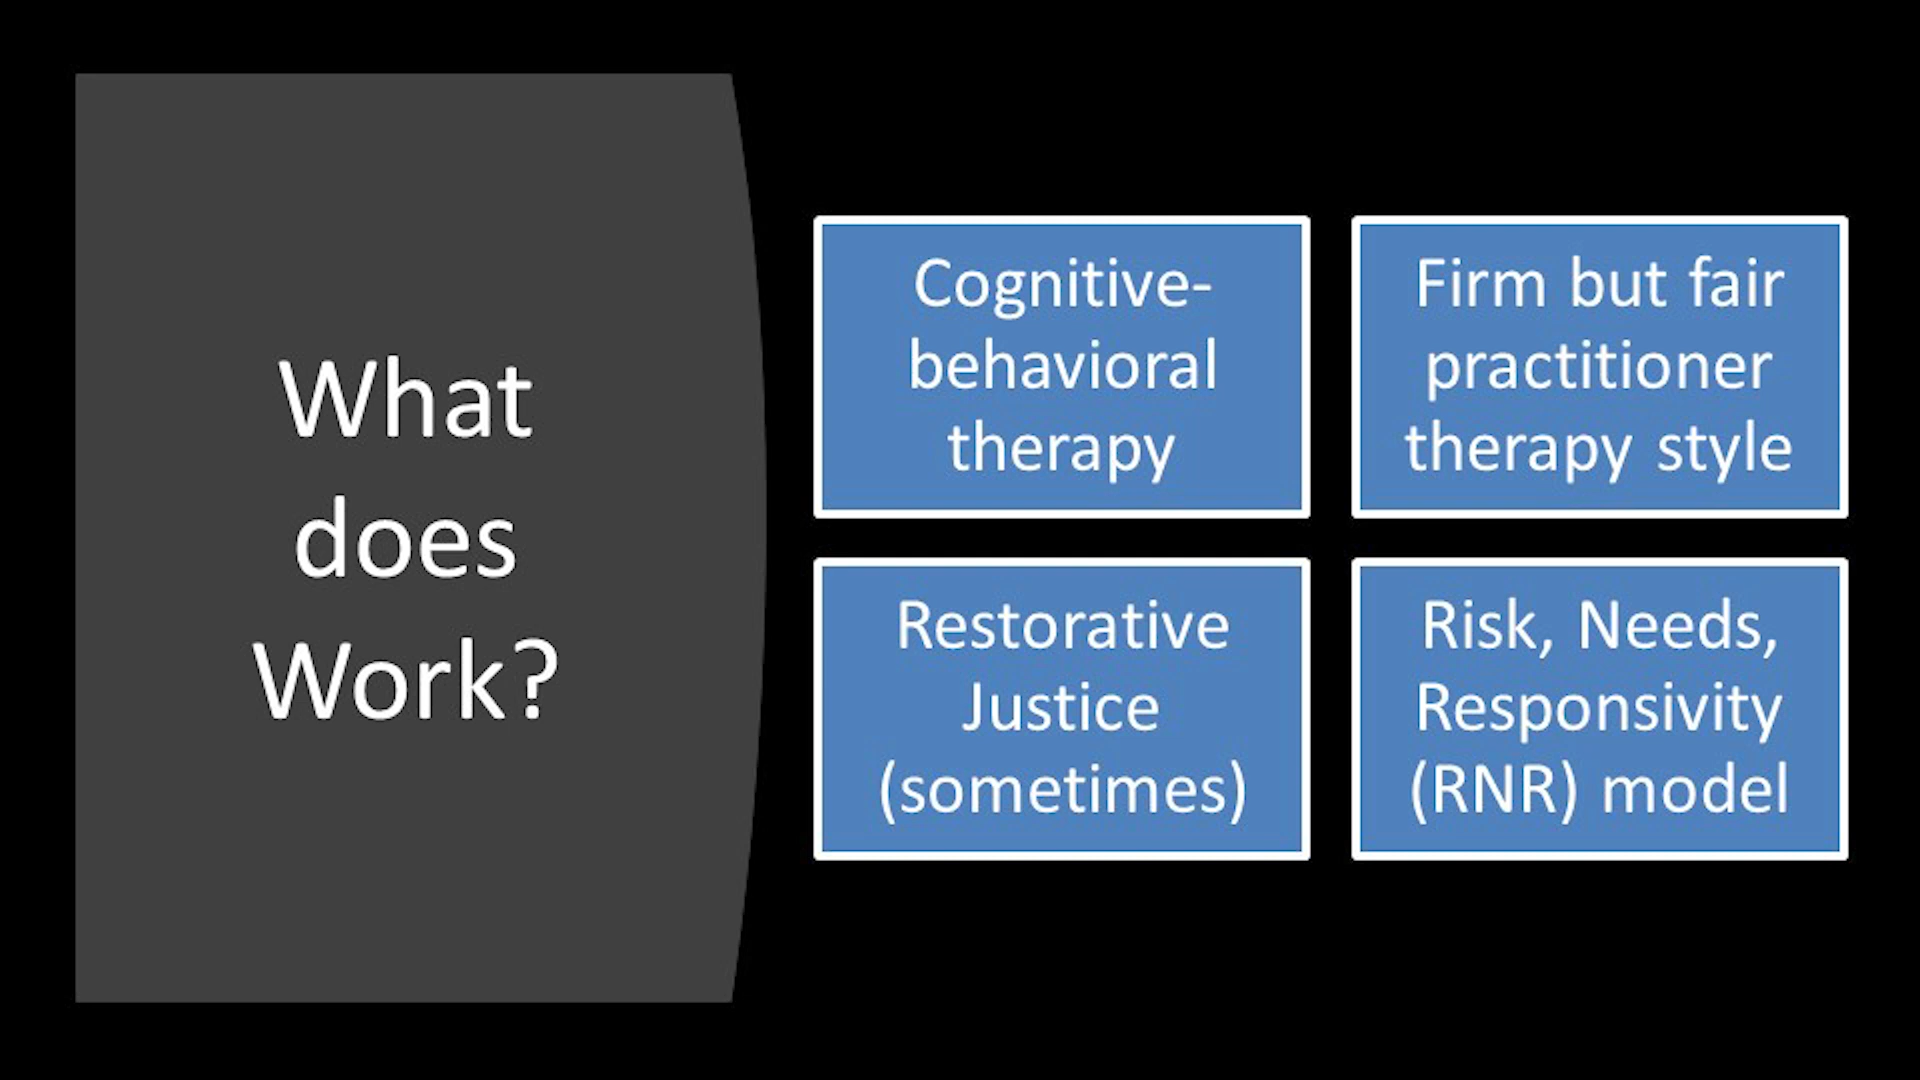 What
does
Work?
Cognitive-
behavioral
therapy
Firm but fair
practitioner
therapy style
Restorative
Justice
(sometimes)
Risk, Needs,
Responsivity
(RNR) model